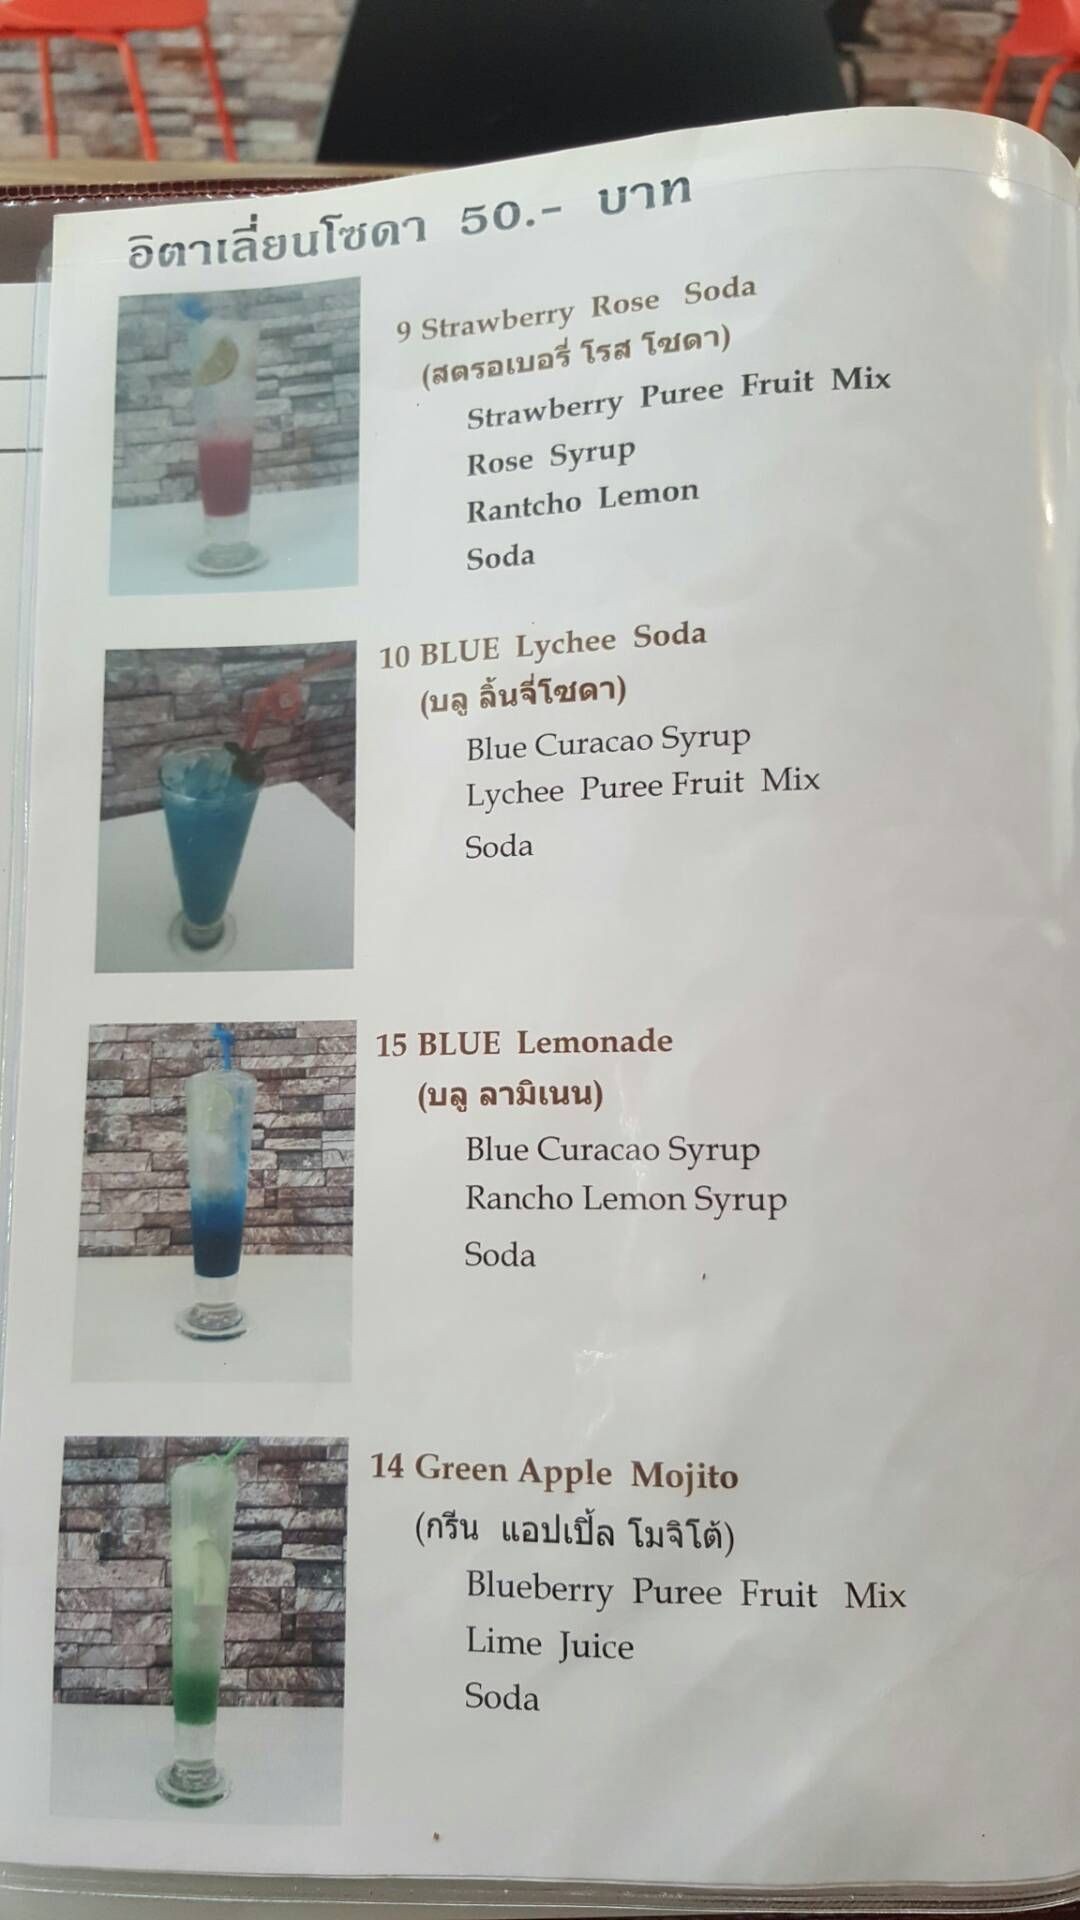 อิตาเลี่ยนโซดา 50.- บาท
9 Strawberry Rose Soda
(สตรอเบอรี่ โรส โซดา)
Strawberry Puree Fruit Mix
Rose Syrup
Rantcho Lemon
Soda
10 BLUE Lychee Soda
(บลู ลิ้นจี่โซดา)
Blue Curacao Syrup
Lychee Puree Fruit Mix
Soda
15 BLUE Lemonade
(บลู ลามิเนน)
Blue Curacao Syrup
Rancho Lemon Syrup
Soda
14 Green Apple Mojito
(กรีน แอปเปิ้ล โมจิโต้)
Blueberry Puree Fruit Mix
Lime Juice
Soda